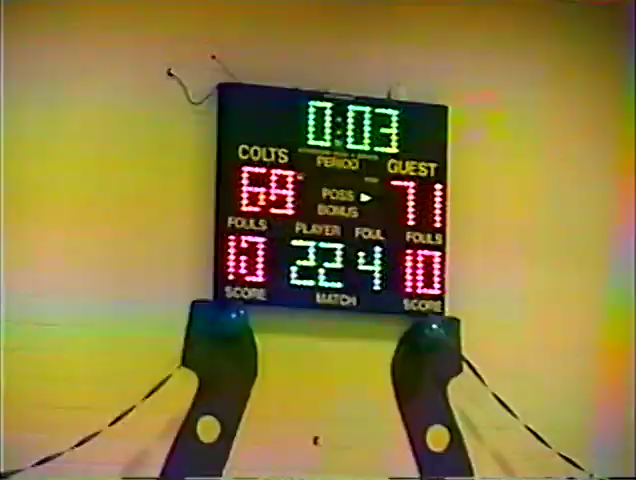 0:03
COLTS PERIOD GUEST
69 POSS 71
BONUS
FOULS PLAYER FOUL FOULS
10 22 4 10
SCORE MATCH SCORE